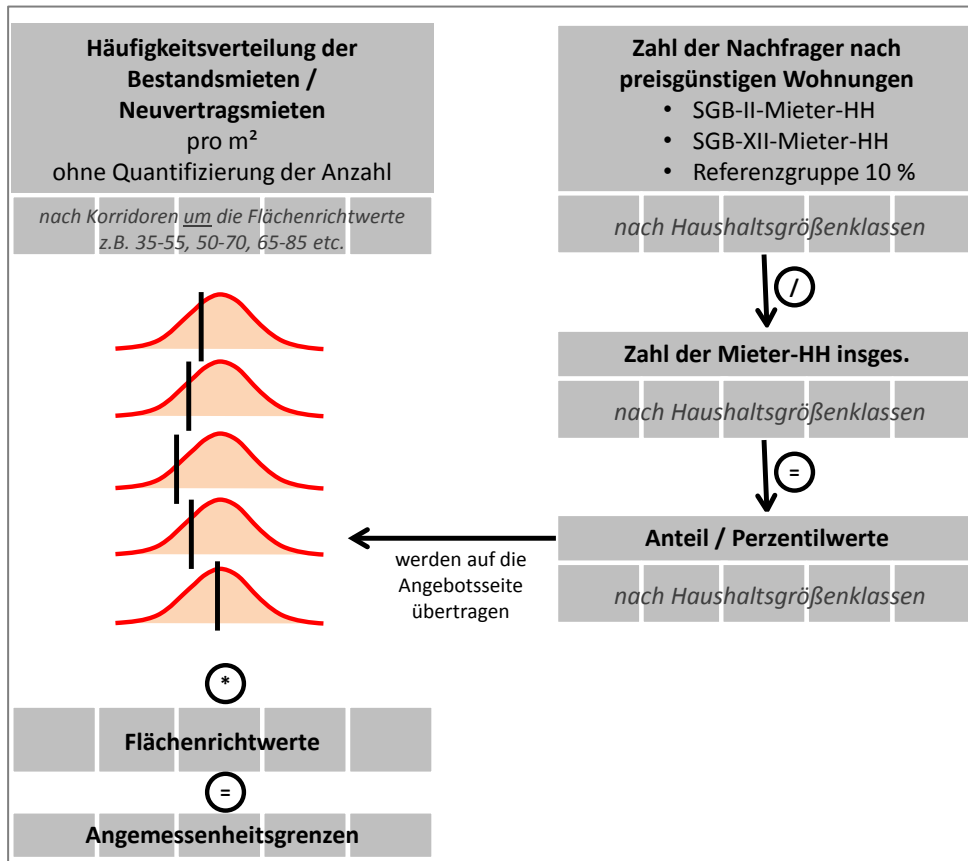 Häufigkeitsverteilung der
Bestandsmieten /
Neuvertragsmieten
pro m²
ohne Quantifizierung der Anzahl
nach Korridoren um die Flächenrichtwerte
z.B. 35-55, 50-70, 65-85 etc.
*
Flächenrichtwerte
=
Angemessenheitsgrenzen
Zahl der Nachfrager nach
preisgünstigen Wohnungen
• SGB-II-Mieter-HH
• SGB-XII-Mieter-HH
• Referenzgruppe 10 %
nach Haushaltsgrößenklassen
/
Zahl der Mieter-HH insges.
nach Haushaltsgrößenklassen
=
Anteil / Perzentilwerte
nach Haushaltsgrößenklassen
werden auf die
Angebotsseite
übertragen